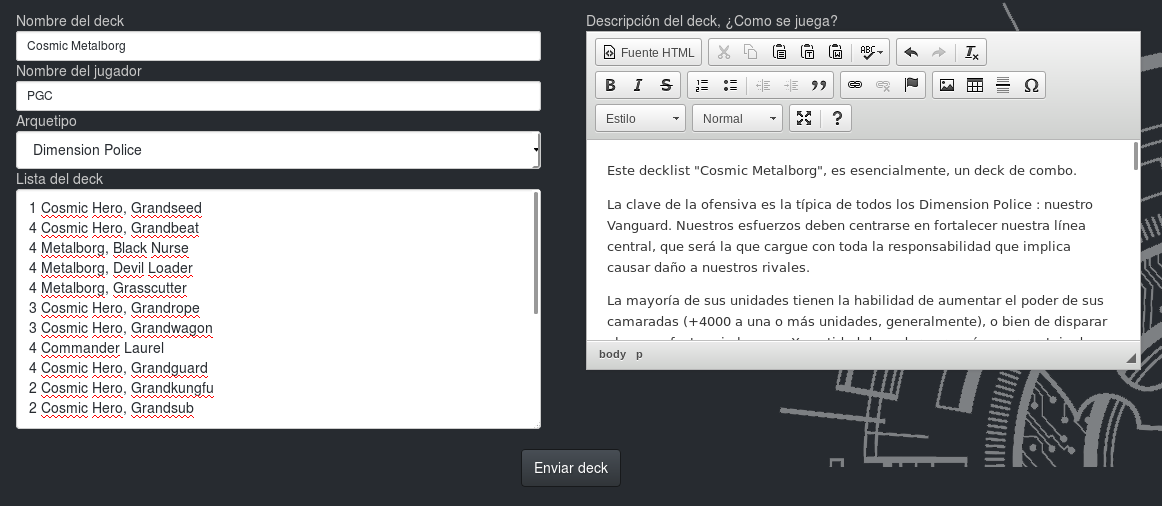 Nombre del deck
Cosmic Metalborg
Nombre del jugador
PGC
Arquetipo
Dimension Police
Lista del deck
1 Cosmic Hero, Grandseed
4 Cosmic Hero, Grandbeat
4 Metalborg, Black Nurse
4 Metalborg, Devil Loader
4 Metalborg, Grasscutter
3 Cosmic Hero, Grandrope
3 Cosmic Hero, Grandwagon
4 Commander Laurel
4 Cosmic Hero, Grandguard
2 Cosmic Hero, Grandkungfu
2 Cosmic Hero, Grandsub
Descripción del deck, ¿Como se juega?
Fuente HTML
ABC
B I S
Estilo
Normal
?
Este decklist "Cosmic Metalborg", es esencialmente, un deck de combo.
La clave de la ofensiva es la típica de todos los Dimension Police : nuestro
Vanguard. Nuestros esfuerzos deben centrarse en fortalecer nuestra línea
central, que será la que cargue con toda la responsabilidad que implica
causar daño a nuestros rivales.
La mayoría de sus unidades tienen la habilidad de aumentar el poder de sus
camaradas (+4000 a una o más unidades, generalmente), o bien de disparar
body p
Enviar deck